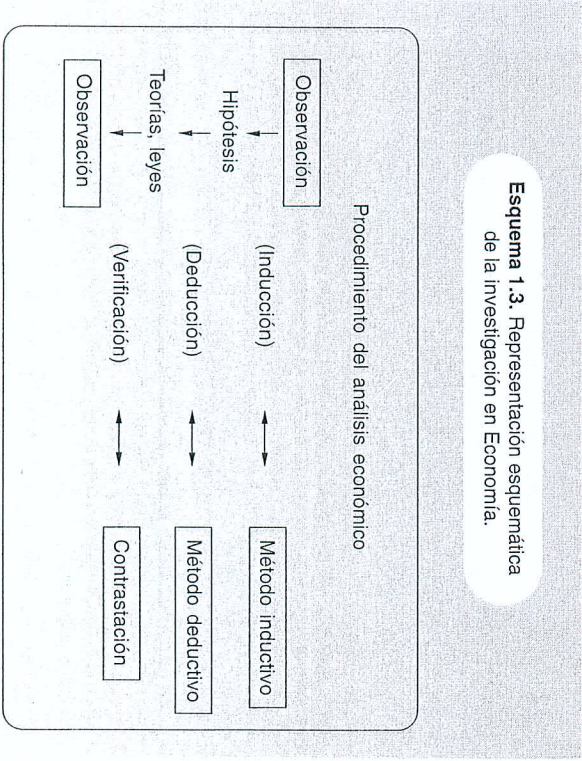 Esquema 1.3. Representación esquemática
de la investigación en Economía.
Procedimiento del análisis económico
Observación
(Inducción)
Método inductivo
Hipótesis
(Deducción)
Método deductivo
Teorías, leyes
(Verificación)
Contrastación
Observación